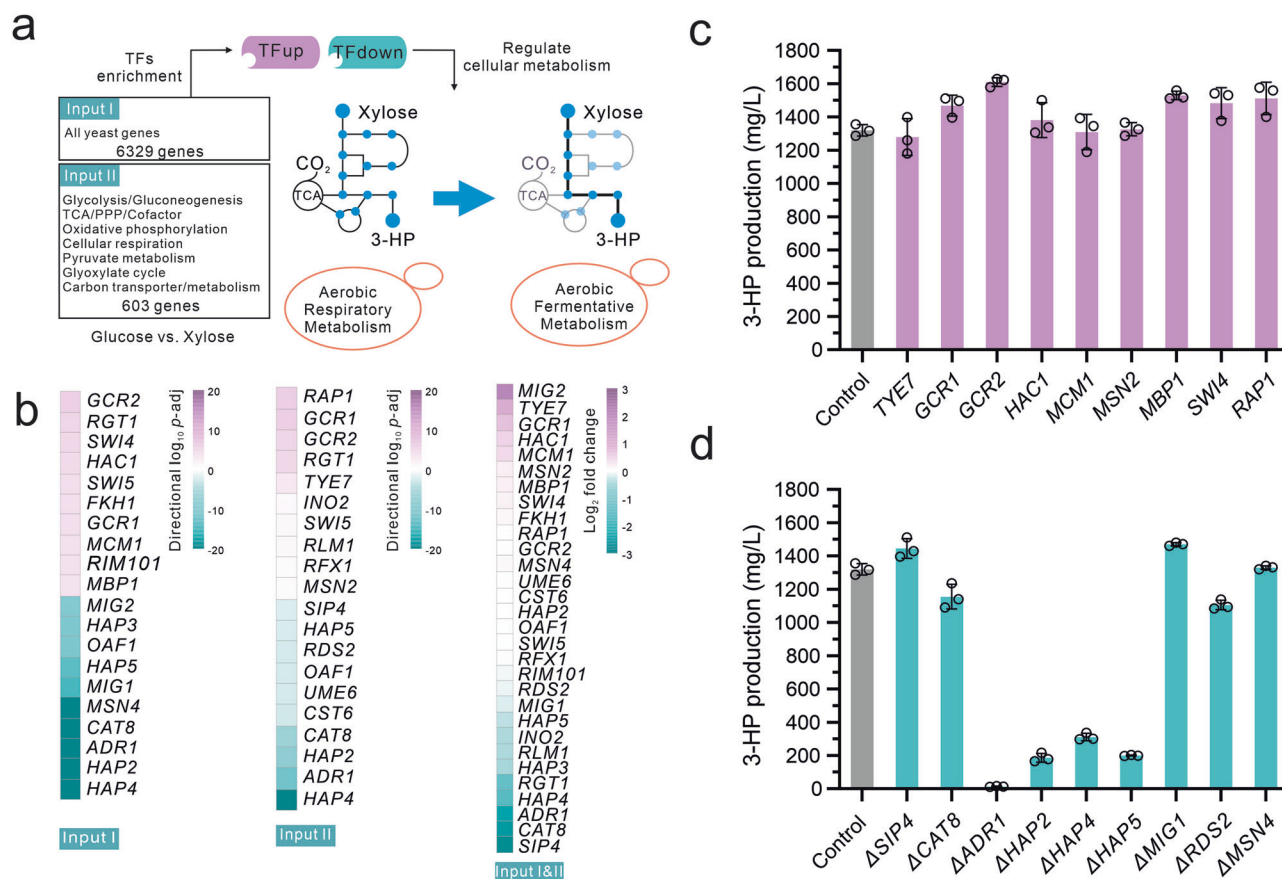 a
TFs
enrichment
TFup
TFdown
Regulate
cellular metabolism
Input I
All yeast genes
6329 genes
Input II
Glycolysis/Gluconeogenesis
TCA/PPP/Cofactor
Oxidative phosphorylation
Cellular respiration
Pyruvate metabolism
Glyoxylate cycle
Carbon transporter/metabolism
603 genes
Glucose vs. Xylose
Xylose
CO2
TCA
3-HP
Aerobic
Respiratory
Metabolism
Xylose
CO2
TCA
3-HP
Aerobic
Fermentative
Metabolism
b
GCR2
RGT1
SWI4
HAC1
SWI5
FKH1
GCR1
MCM1
RIM101
MBP1
MIG2
HAP3
OAF1
HAP5
MIG1
MSN4
CAT8
ADR1
HAP2
HAP4
Input I
20
10
0
-10
-20
Directional log10 p-adj
RAP1
GCR1
GCR2
RGT1
TYE7
INO2
SWI5
RLM1
RFX1
MSN2
SIP4
HAP5
RDS2
OAF1
UME6
CST6
CAT8
HAP2
ADR1
HAP4
Input II
20
10
0
-10
-20
Directional log10 p-adj
MIG2
TYE7
GCR1
HAC1
MCM1
MSN2
MBP1
SWI4
FKH1
RAP1
GCR2
MSN4
UME6
CST6
HAP2
OAF1
SWI5
RFX1
RIM101
RDS2
MIG1
HAP5
INO2
RLM1
HAP3
RGT1
HAP4
ADR1
CAT8
SIP4
Input I&II
3
2
1
0
-1
-2
-3
Log2 fold change
c
3-HP production (mg/L)
1800
1600
1400
1200
1000
800
600
400
200
0
Control
TYE7
GCR1
GCR2
HAC1
MCM1
MSN2
MBP1
SWI4
RAP1
d
3-HP production (mg/L)
1800
1600
1400
1200
1000
800
600
400
200
0
Control
ΔSIP4
ΔCAT8
ΔADR1
ΔHAP2
ΔHAP4
ΔHAP5
ΔMIG1
ΔRDS2
ΔMSN4